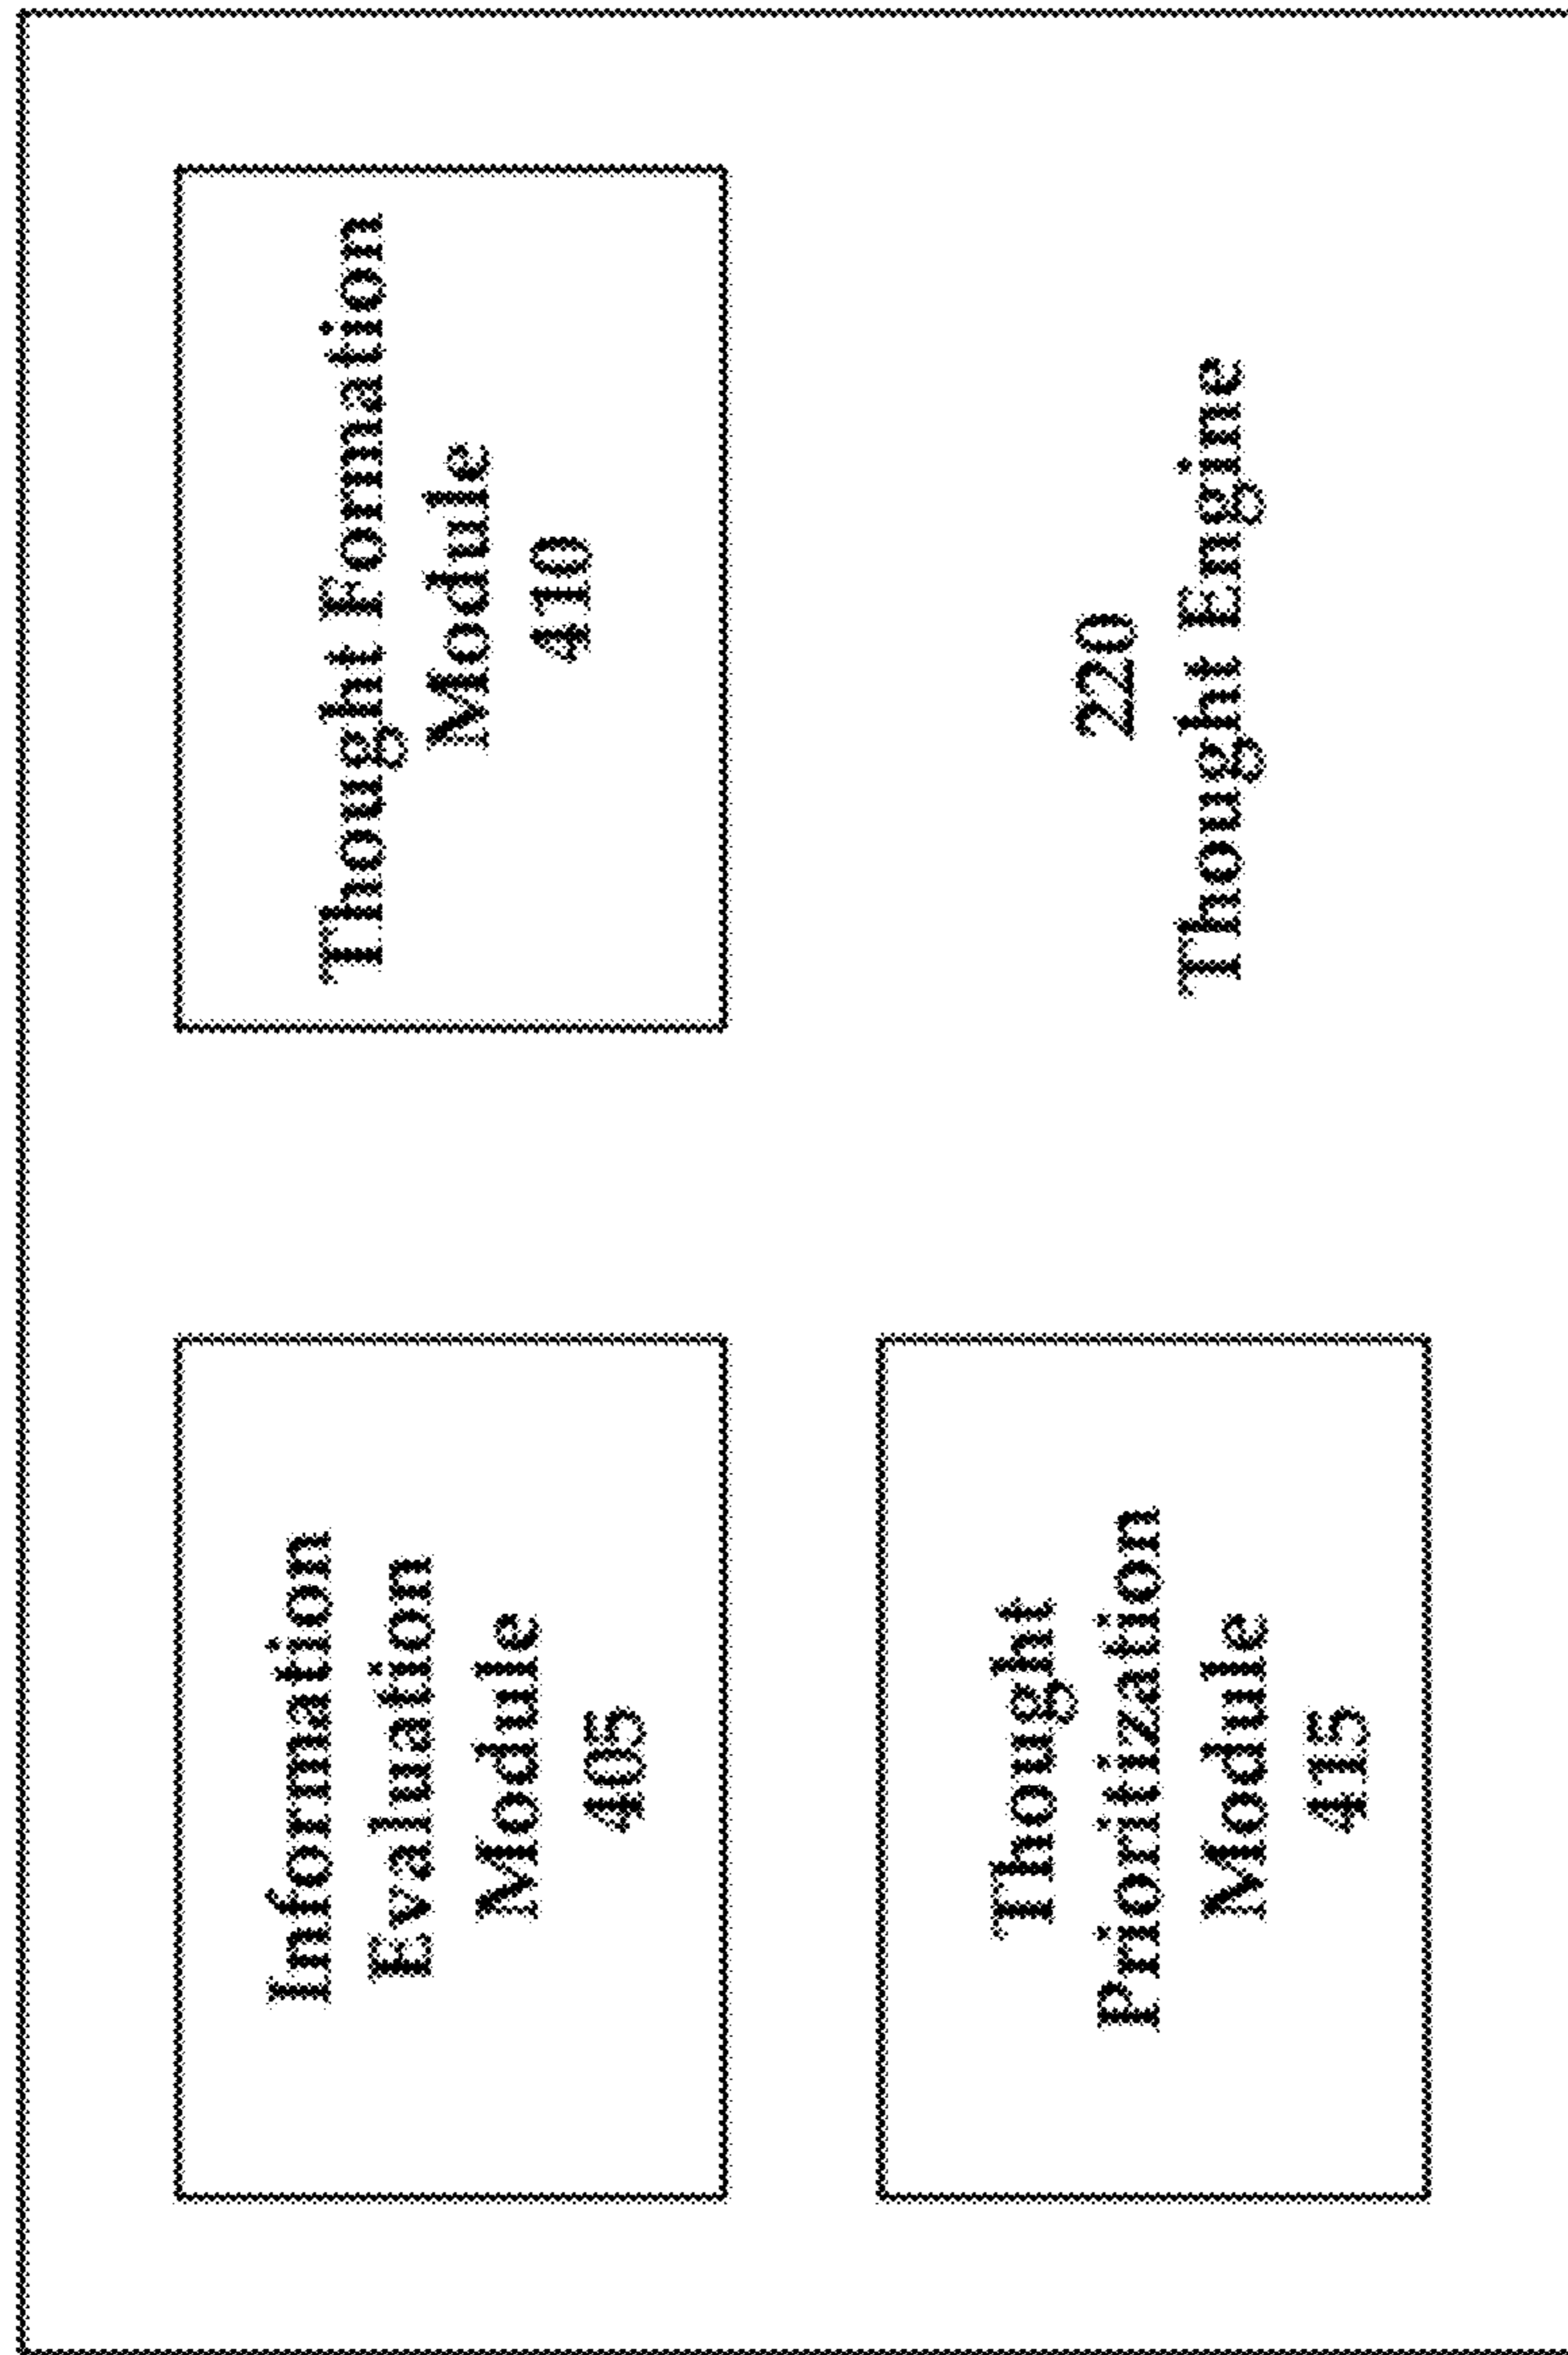 Information
Evaluation
Module
405
Thought Formation
Module
410
Thought
Prioritization
Module
415
220
Thought Engine